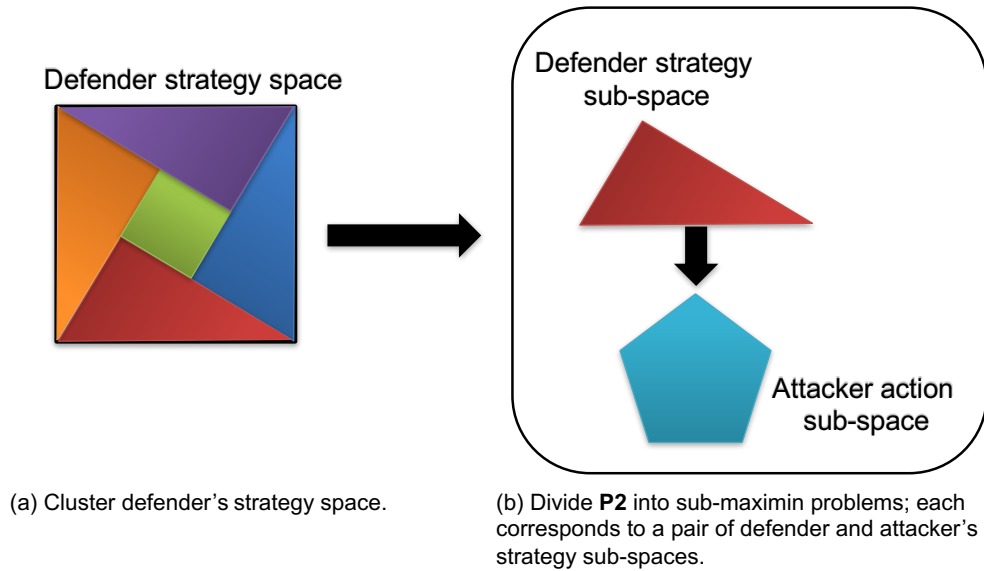 Defender strategy space
Defender strategy
sub-space
Attacker action
sub-space
(a) Cluster defender’s strategy space.
(b) Divide P2 into sub-maximin problems; each
corresponds to a pair of defender and attacker’s
strategy sub-spaces.